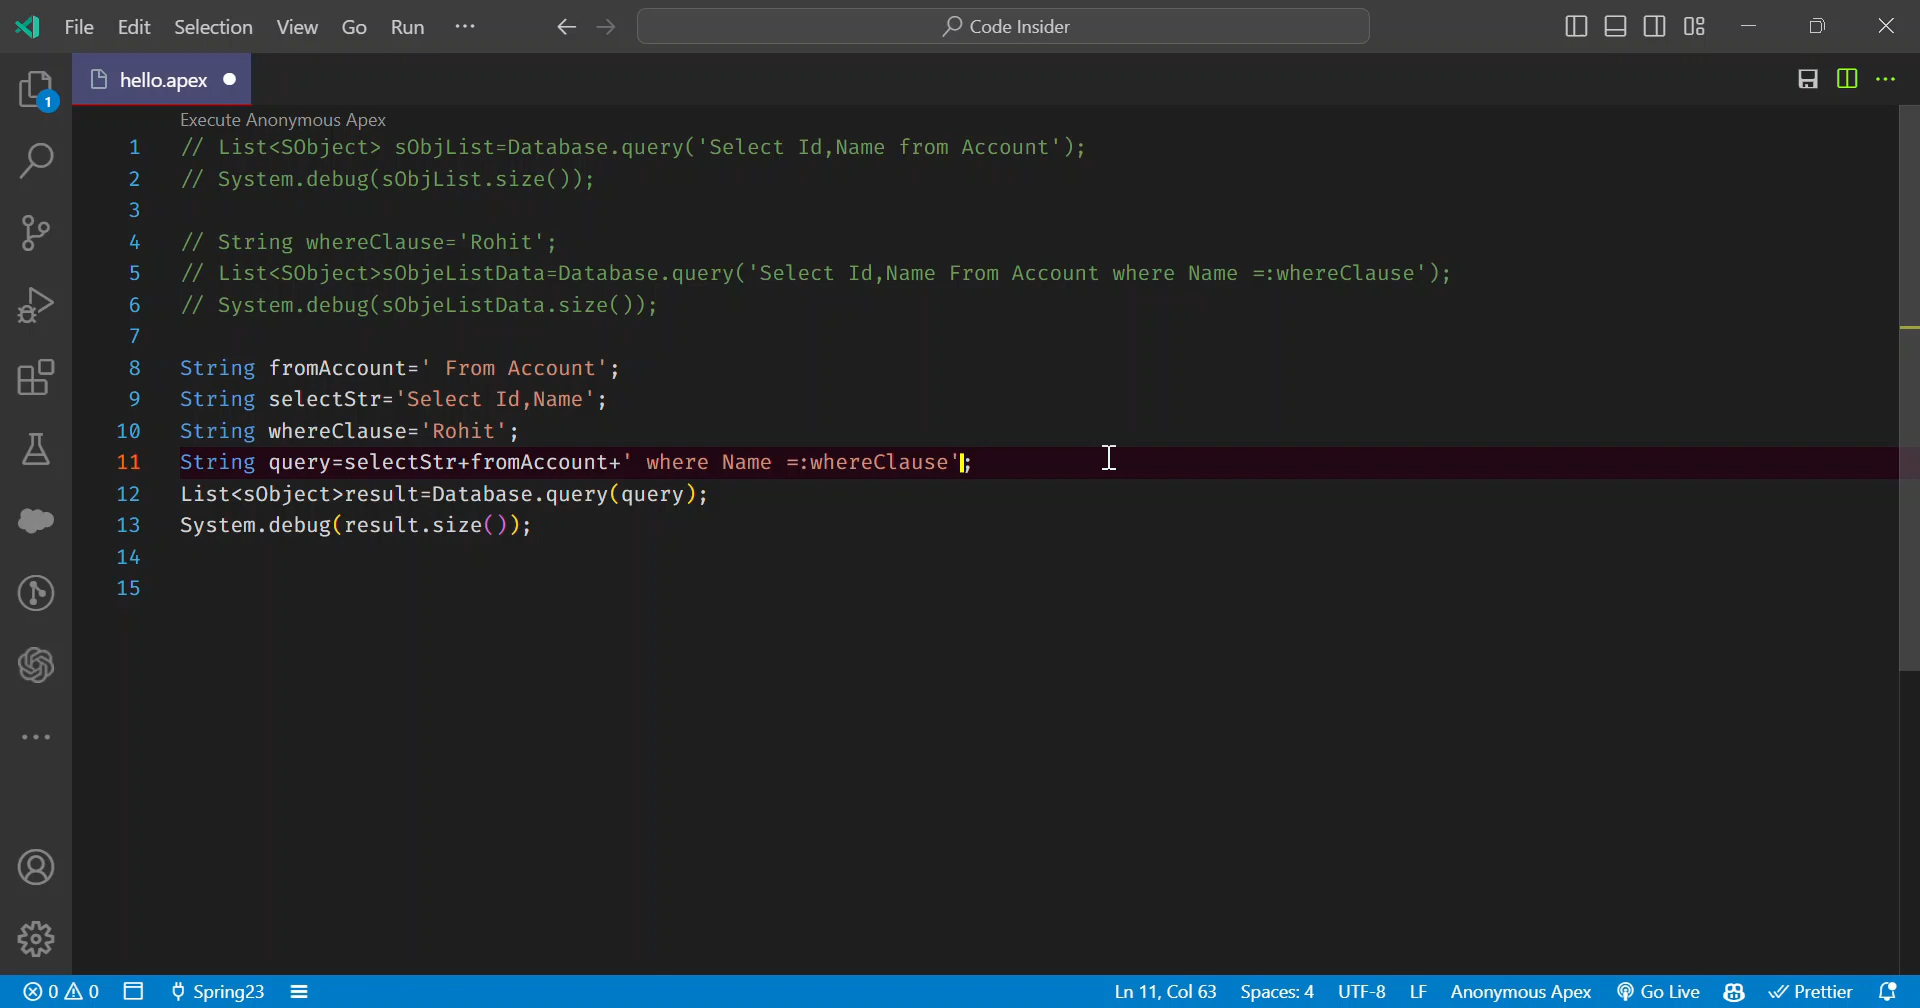 File Edit Selection View Go Run ··· Code Insider
1
hello.apex
Execute Anonymous Apex
1 // List<SObject> sObjList=Database.query('Select Id,Name from Account');
2 // System.debug(sObjList.size());
3
4 // String whereClause='Rohit';
5 // List<SObject>sObjeListData=Database.query('Select Id,Name From Account where Name =:whereClause');
6 // System.debug(sObjeListData.size());
7
8 String fromAccount=' From Account';
9 String selectStr='Select Id,Name';
10 String whereClause='Rohit';
11 String query=selectStr+fromAccount+' where Name =:whereClause';
12 List<sObject>result=Database.query(query);
13 System.debug(result.size());
14
15
0 0 Spring23 Ln 11, Col 63 Spaces: 4 UTF-8 LF Anonymous Apex Go Live Prettier